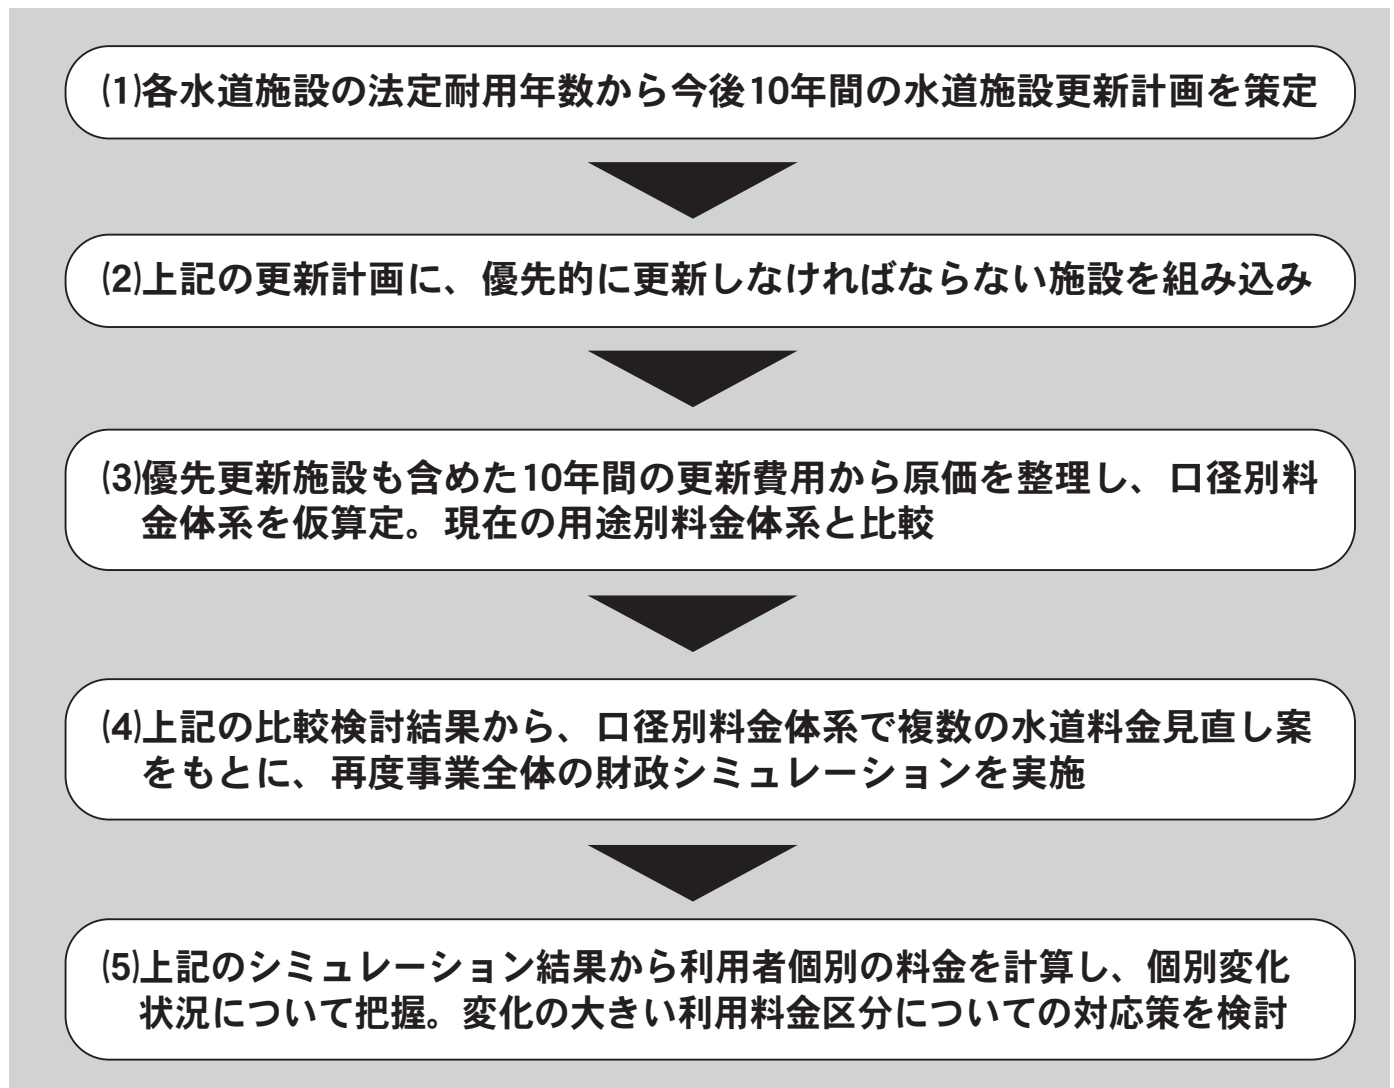 ⑴各水道施設の法定耐用年数から今後10年間の水道施設更新計画を策定
⑵上記の更新計画に、優先的に更新しなければならない施設を組み込み
⑶優先更新施設も含めた10年間の更新費用から原価を整理し、口径別料
金体系を仮算定。現在の用途別料金体系と比較
⑷上記の比較検討結果から、口径別料金体系で複数の水道料金見直し案
をもとに、再度事業全体の財政シミュレーションを実施
⑸上記のシミュレーション結果から利用者個別の料金を計算し、個別変化
状況について把握。変化の大きい利用料金区分についての対応策を検討